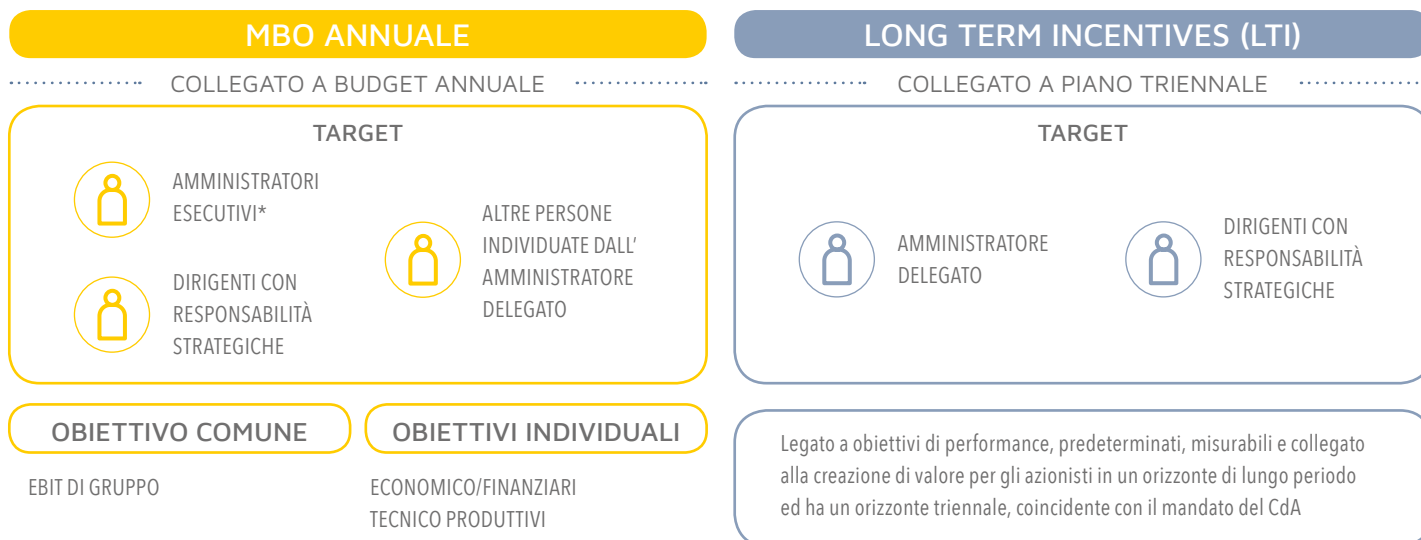 MBO ANNUALE
COLLEGATO A BUDGET ANNUALE
TARGET
AMMINISTRATORI
ESECUTIVI*
DIRIGENTI CON
RESPONSABILITÀ
STRATEGICHE
ALTRE PERSONE
INDIVIDUATE DALL’
AMMINISTRATORE
DELEGATO
OBIETTIVO COMUNE
EBIT DI GRUPPO
OBIETTIVI INDIVIDUALI
ECONOMICO/FINANZIARI
TECNICO PRODUTTIVI
LONG TERM INCENTIVES (LTI)
COLLEGATO A PIANO TRIENNALE
TARGET
AMMINISTRATORE
DELEGATO
DIRIGENTI CON
RESPONSABILITÀ
STRATEGICHE
Legato a obiettivi di performance, predeterminati, misurabili e collegato
alla creazione di valore per gli azionisti in un orizzonte di lungo periodo
ed ha un orizzonte triennale, coincidente con il mandato del CdA